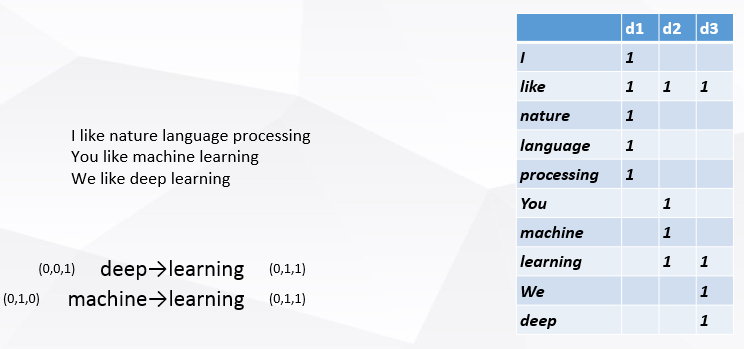 I like nature language processing
You like machine learning
We like deep learning
(0,0,1) deep→learning (0,1,1)
(0,1,0) machine→learning (0,1,1)
d1 d2 d3
I 1
like 1 1 1
nature 1
language 1
processing 1
You 1
machine 1
learning 1 1
We 1
deep 1